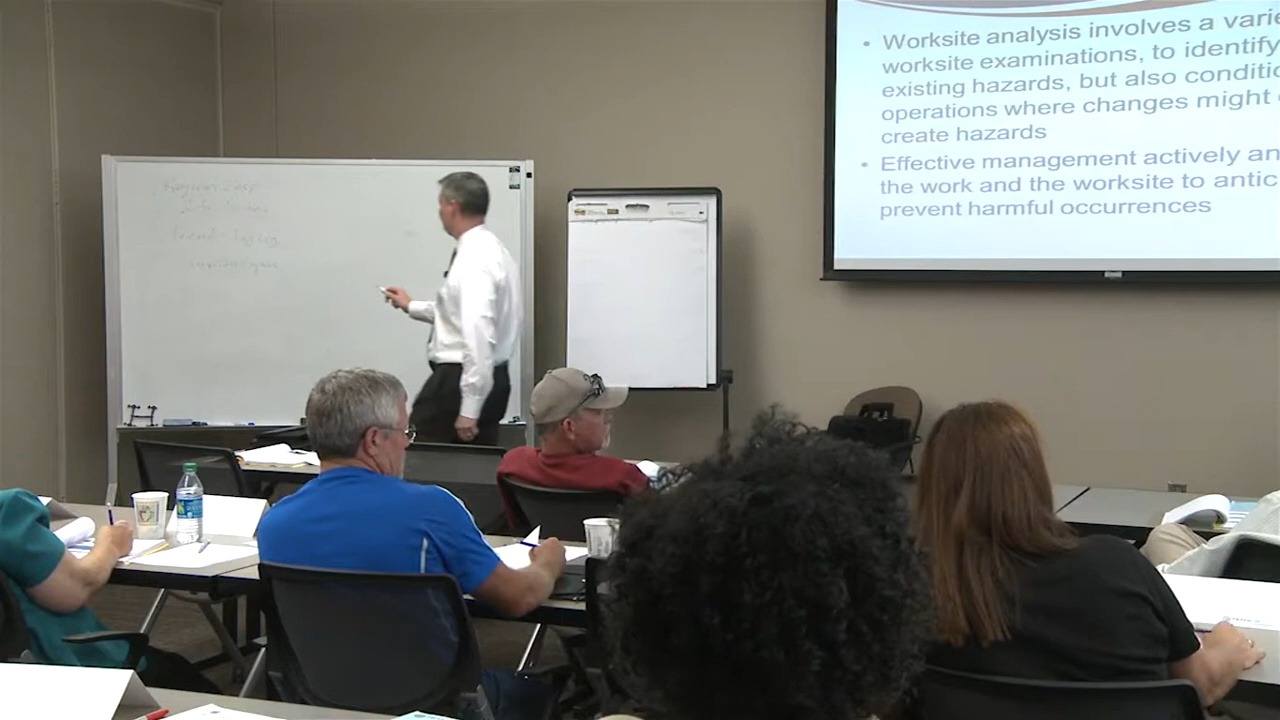 • Worksite analysis involves a varie
worksite examinations, to identify
existing hazards, but also conditio
operations where changes might
create hazards
• Effective management actively an
the work and the worksite to antic
prevent harmful occurrences